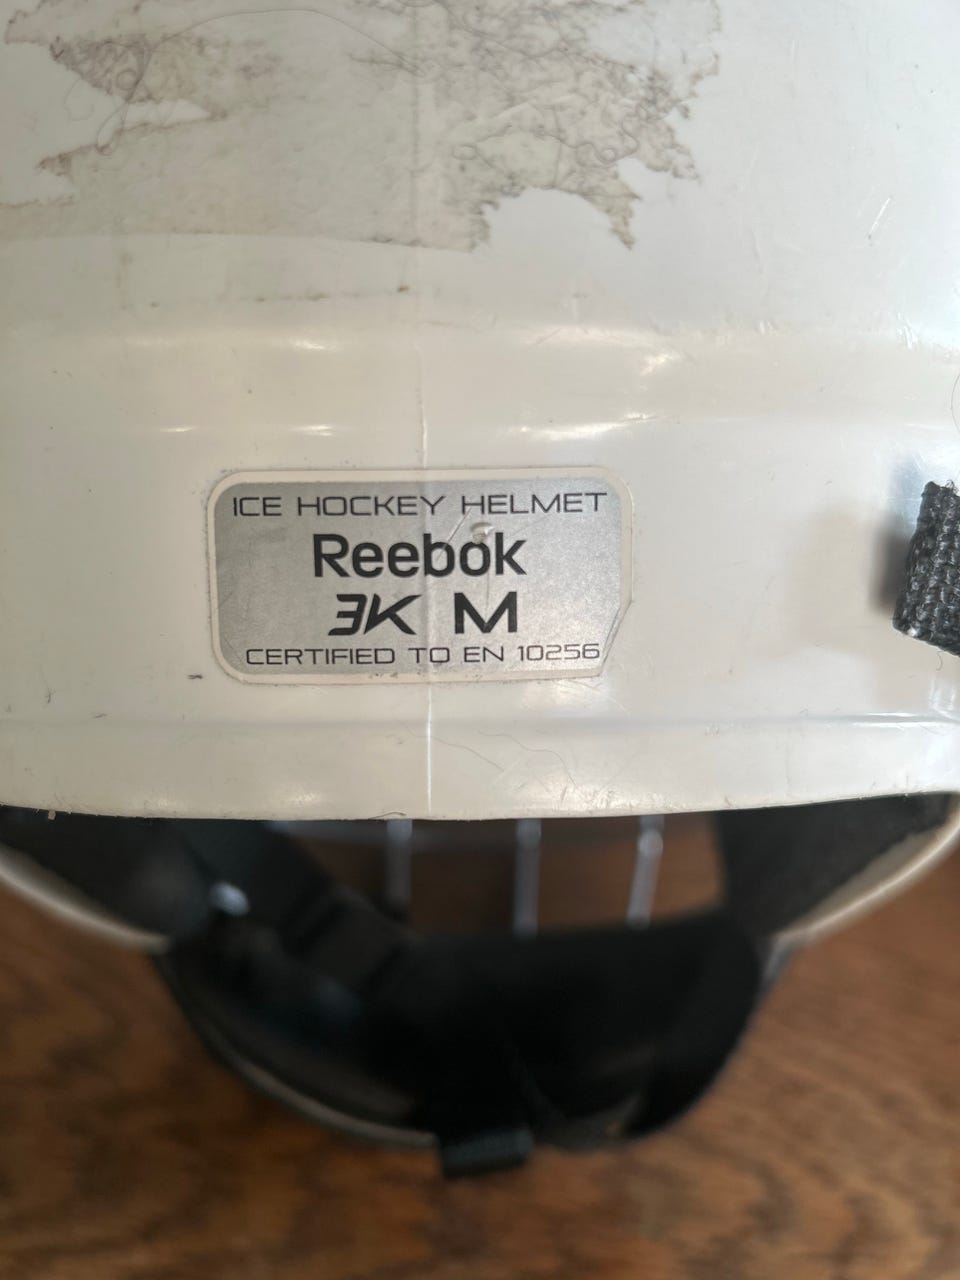 ICE HOCKEY HELMET
Reebok
3K M
CERTIFIED TO EN 10256